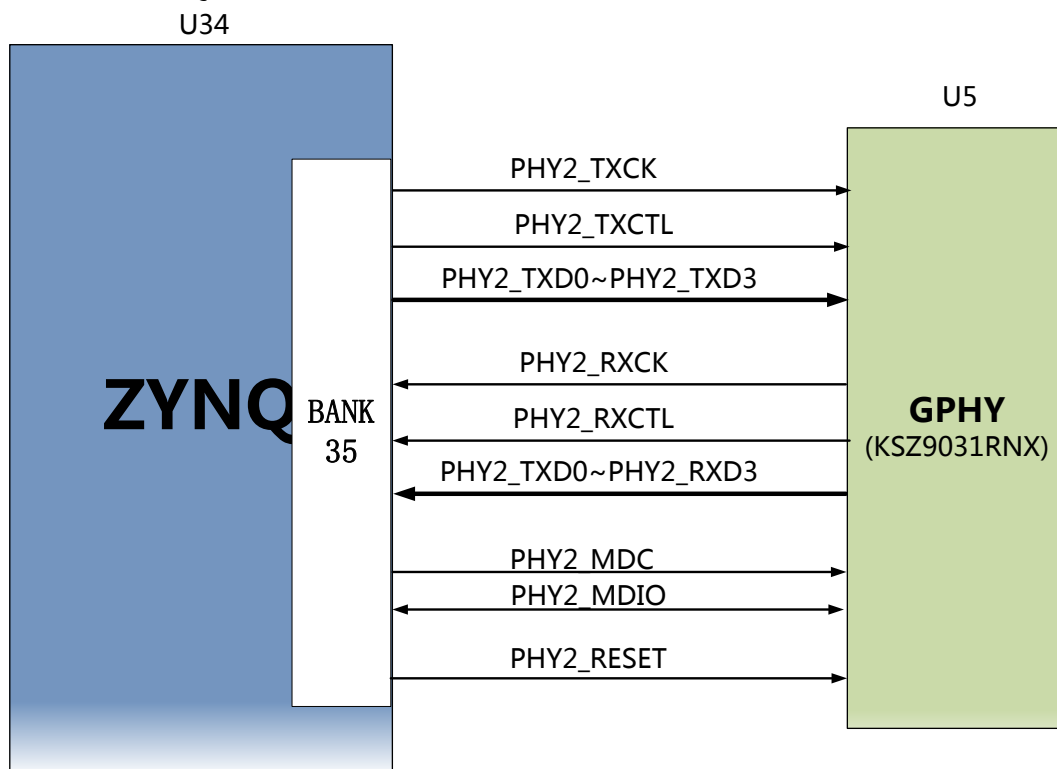 U34
U5
PHY2_TXCK
PHY2_TXCTL
PHY2_TXD0~PHY2_TXD3
PHY2_RXCK
ZYNQ
BANK
35
PHY2_RXCTL
GPHY
(KSZ9031RNX)
PHY2_TXD0~PHY2_RXD3
PHY2_MDC
PHY2_MDIO
PHY2_RESET